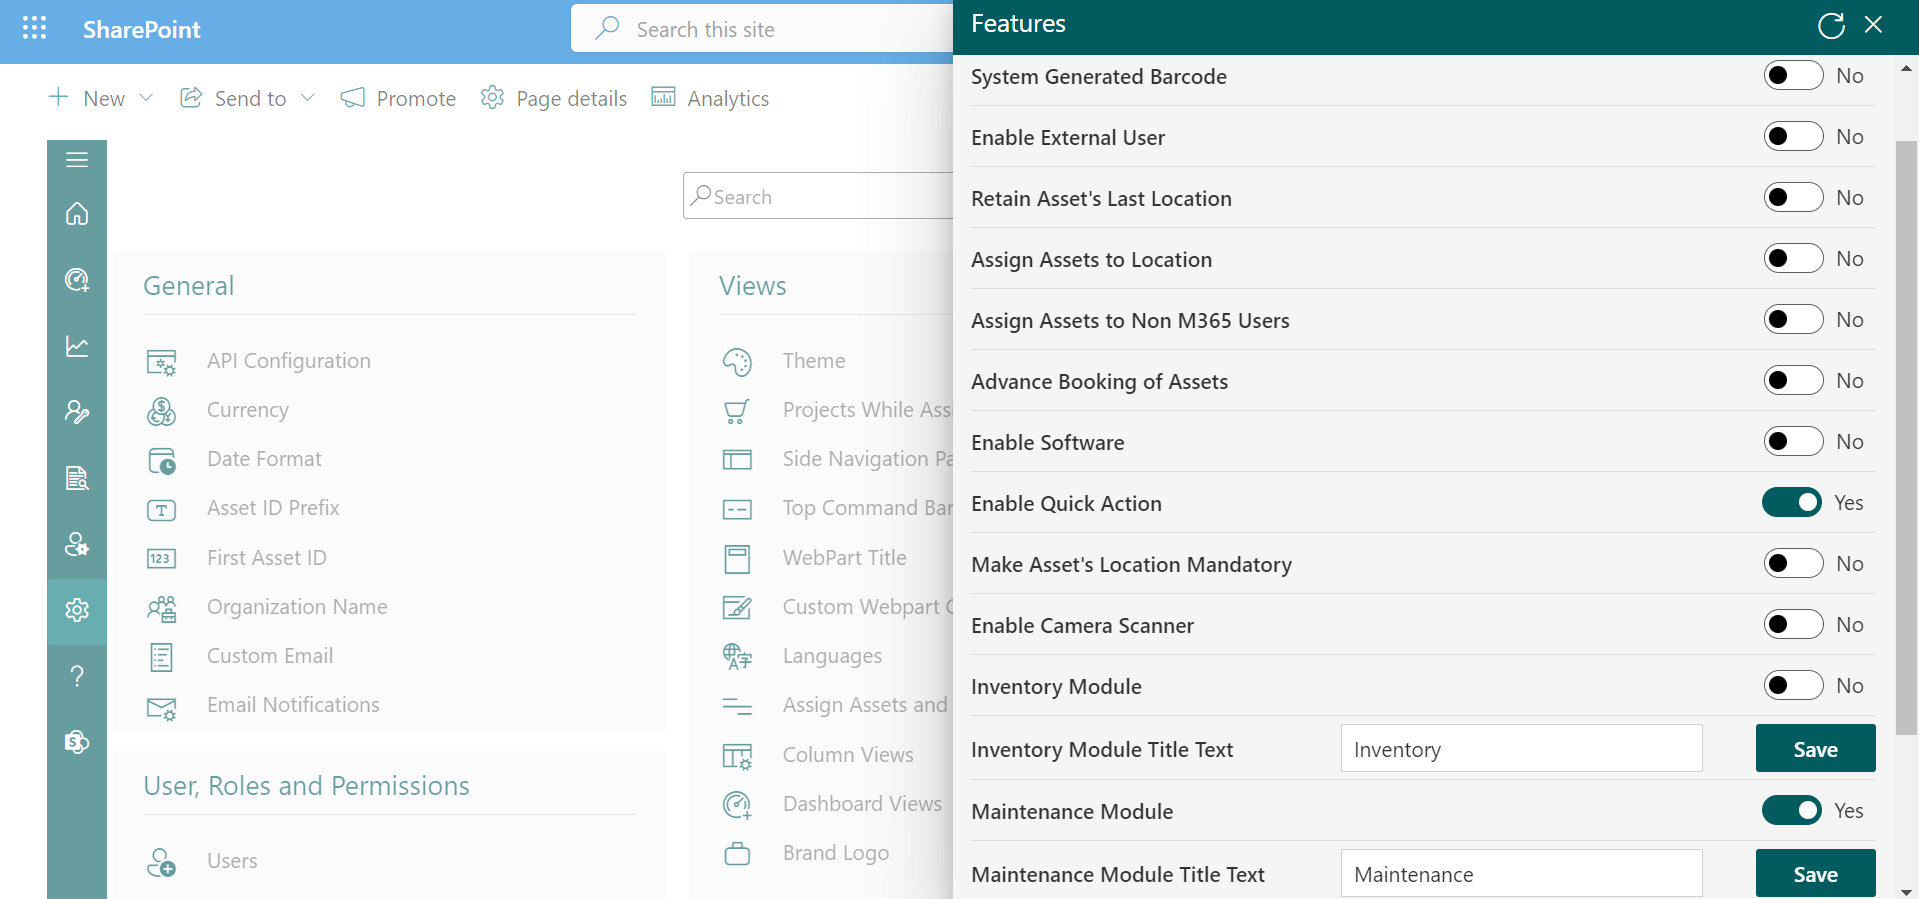 SharePoint
Search this site
New
Send to
Promote
Page details
Analytics
Search
General
API Configuration
Currency
Date Format
Asset ID Prefix
First Asset ID
Organization Name
Custom Email
Email Notifications
User, Roles and Permissions
Users
Views
Theme
Projects While Assi
Side Navigation Pa
Top Command Bar
WebPart Title
Custom Webpart
Languages
Assign Assets and
Column Views
Dashboard Views
Brand Logo
Features
System Generated Barcode No
Enable External User No
Retain Asset's Last Location No
Assign Assets to Location No
Assign Assets to Non M365 Users No
Advance Booking of Assets No
Enable Software No
Enable Quick Action Yes
Make Asset's Location Mandatory No
Enable Camera Scanner No
Inventory Module No
Inventory Module Title Text Inventory Save
Maintenance Module Yes
Maintenance Module Title Text Maintenance Save